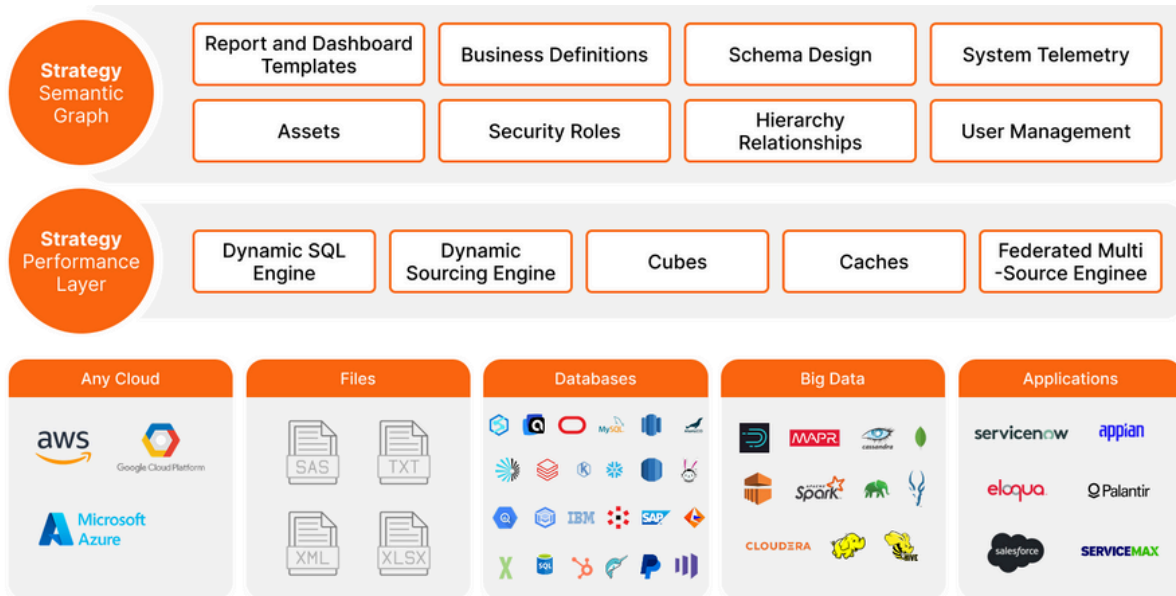 Strategy
Semantic
Graph
Report and Dashboard
Templates
Business Definitions
Schema Design
System Telemetry
Assets
Security Roles
Hierarchy
Relationships
User Management
Strategy
Performance
Layer
Dynamic SQL
Engine
Dynamic
Sourcing Engine
Cubes
Caches
Federated Multi
-Source Enginee
Any Cloud
aws
Google Cloud Platform
Microsoft
Azure
Files
SAS
TXT
XML
XLSX
Databases
MySQL
IBM
SAP
SQL
Big Data
MAPR
cassandra
APACHE
Spark
CLOUDERA
HIVE
Applications
servicenow
appian
eloqua
Palantir
salesforce
SERVICEMAX